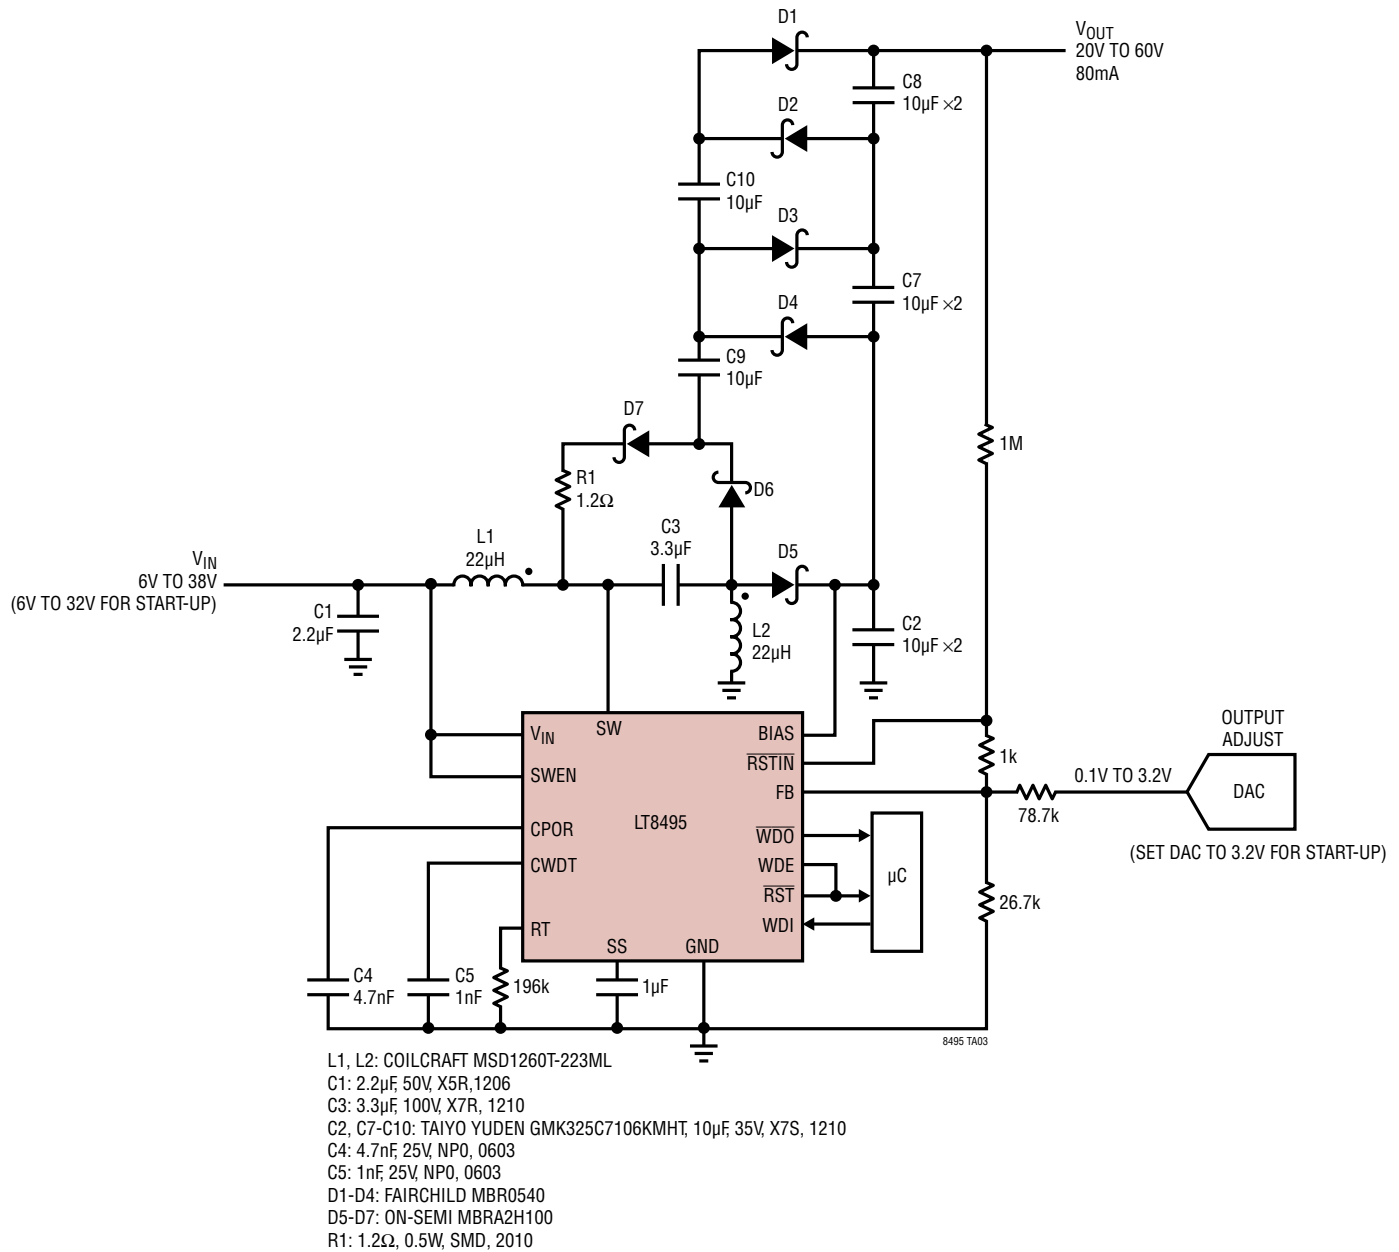 D1
VOUT
20V TO 60V
80mA
C8
10µF ×2
D2
C10
10µF
D3
C7
10µF ×2
D4
C9
10µF
D7
1M
R1
1.2Ω
D6
C3
3.3µF
L1
22µH
D5
VIN
6V TO 38V
(6V TO 32V FOR START-UP)
C1
2.2µF
L2
22µH
C2
10µF ×2
OUTPUT
ADJUST
SW
VIN
BIAS
RSTIN
1k
SWEN
0.1V TO 3.2V
FB
DAC
78.7k
LT8495
CPOR
WDO
(SET DAC TO 3.2V FOR START-UP)
CWDT
WDE
µC
RST
26.7k
RT
WDI
SS
GND
C4
4.7nF
C5
1nF
196k
1µF
8495 TA03
L1, L2: COILCRAFT MSD1260T-223ML
C1: 2.2µF, 50V, X5R,1206
C3: 3.3µF, 100V, X7R, 1210
C2, C7-C10: TAIYO YUDEN GMK325C7106KMHT, 10µF, 35V, X7S, 1210
C4: 4.7nF, 25V, NP0, 0603
C5: 1nF, 25V, NP0, 0603
D1-D4: FAIRCHILD MBR0540
D5-D7: ON-SEMI MBRA2H100
R1: 1.2Ω, 0.5W, SMD, 2010